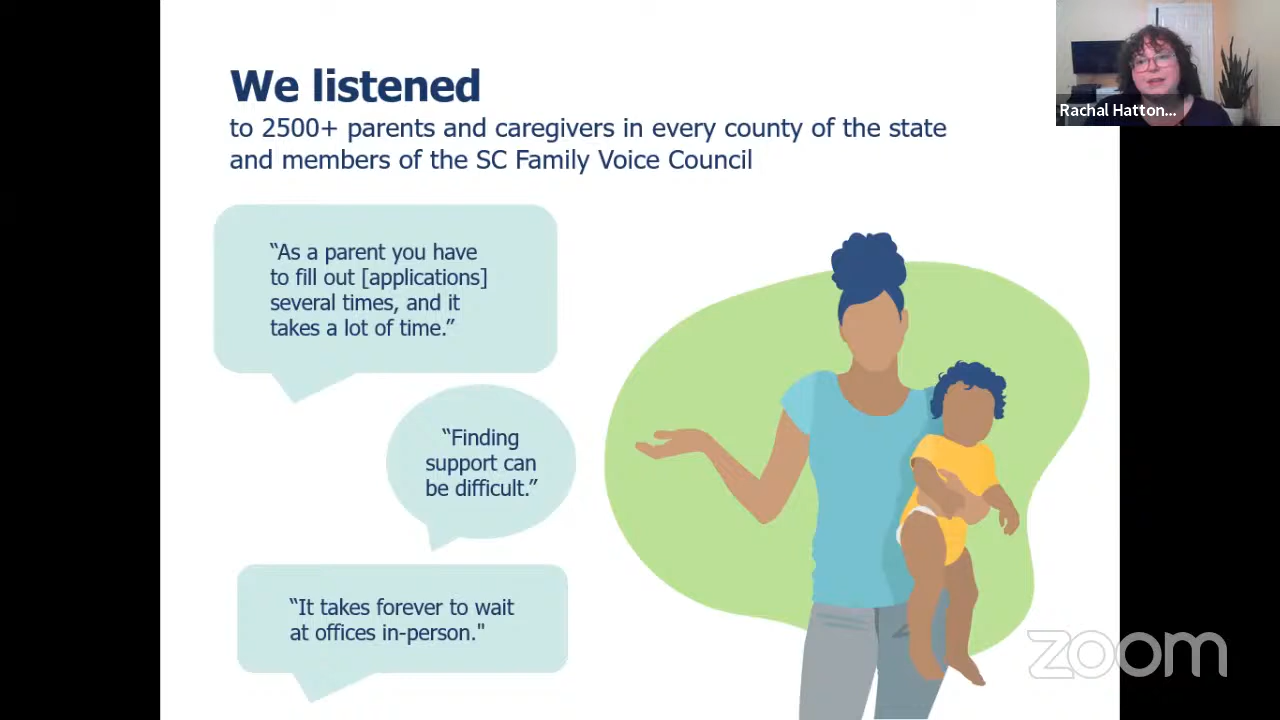 We listened
to 2500+ parents and caregivers in every county of the state
and members of the SC Family Voice Council
“As a parent you have
to fill out [applications]
several times, and it
takes a lot of time.”
“Finding
support can
be difficult.”
“It takes forever to wait
at offices in-person."
Rachal Hatton...
zoom